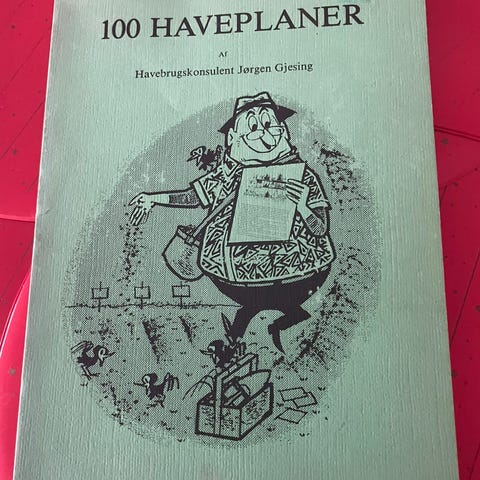 100 HAVEPLANER
Af
Havebrugskonsulent Jørgen Gjesing